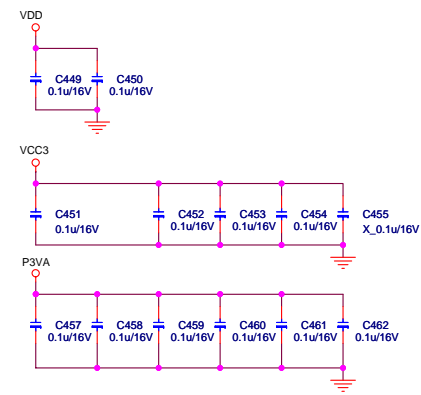 VDD
C449 C450
0.1u/16V 0.1u/16V
VCC3
C451 C452 C453 C454 C455
0.1u/16V 0.1u/16V 0.1u/16V 0.1u/16V X_0.1u/16V
P3VA
C457 C458 C459 C460 C461 C462
0.1u/16V 0.1u/16V 0.1u/16V 0.1u/16V 0.1u/16V 0.1u/16V